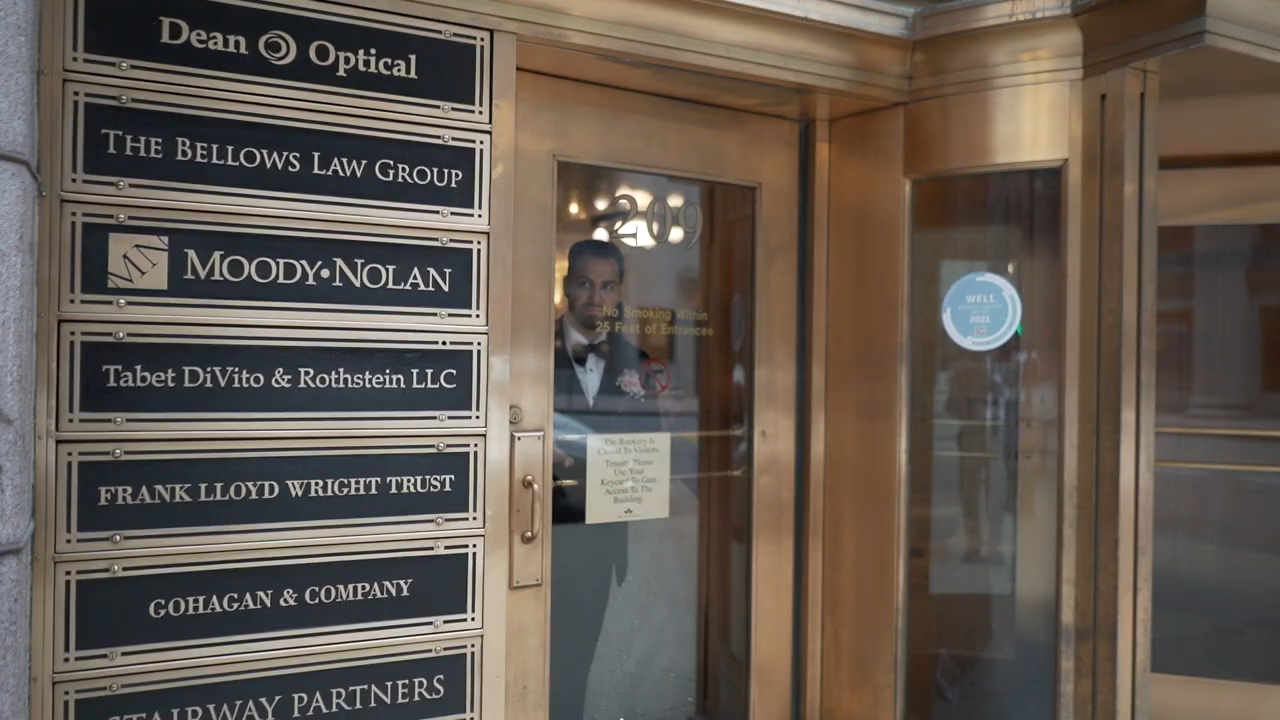 Dean Optical
THE BELLOWS LAW GROUP
MN MOODY•NOLAN
Tabet DiVito & Rothstein LLC
FRANK LLOYD WRIGHT TRUST
GOHAGAN & COMPANY
STAIRWAY PARTNERS
209
No Smoking Within
25 Feet of Entrances
The Rookery Is
Closed To Visitors.
Tenants Please
Use Your
Keycard To Gain
Access To The
Building.
WELL
2021